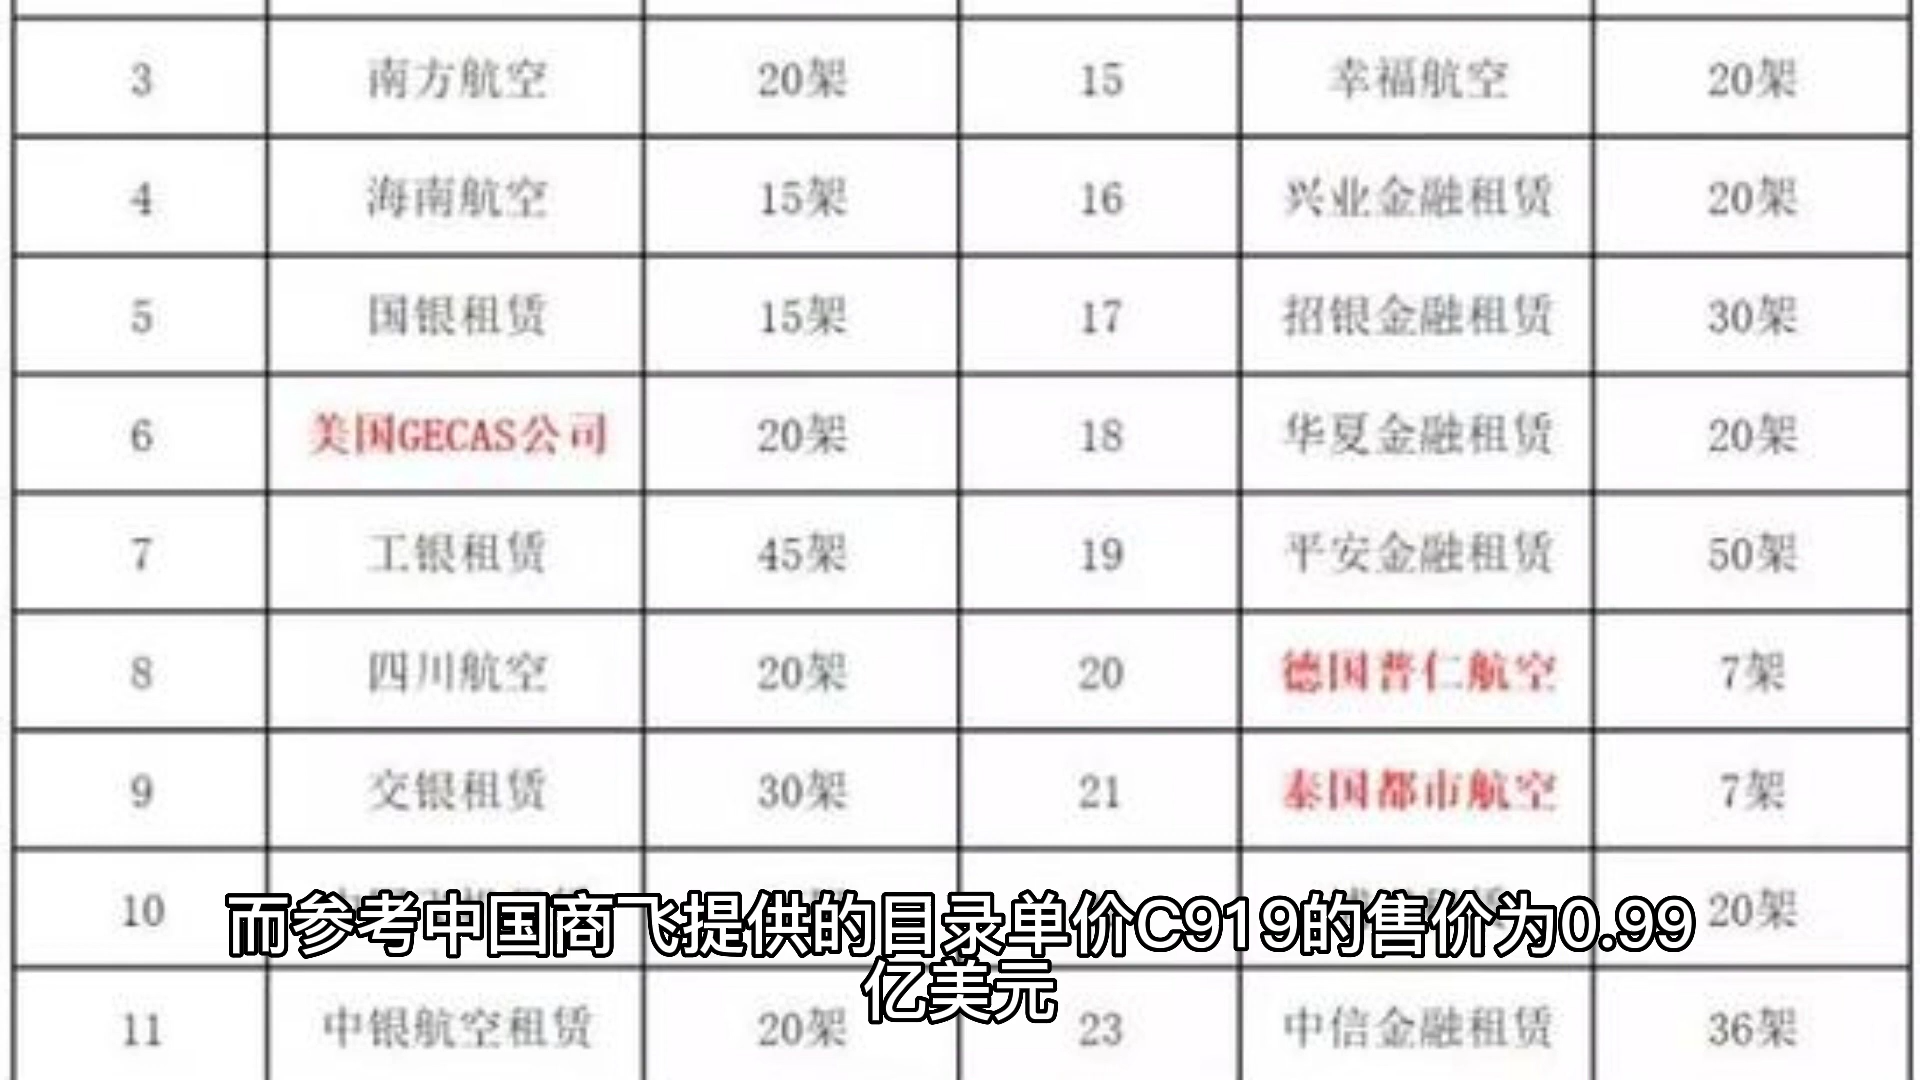 3 南方航空 20架 15 幸福航空 20架
4 海南航空 15架 16 兴业金融租赁 20架
5 国银租赁 15架 17 招银金融租赁 30架
6 美国GECAS公司 20架 18 华夏金融租赁 20架
7 工银租赁 45架 19 平安金融租赁 50架
8 四川航空 20架 20 德国普仁航空 7架
9 交银租赁 30架 21 泰国都市航空 7架
10 20架
而参考中国商飞提供的目录单价C919的售价为0.99
亿美元
11 中银航空租赁 20架 23 中信金融租赁 36架